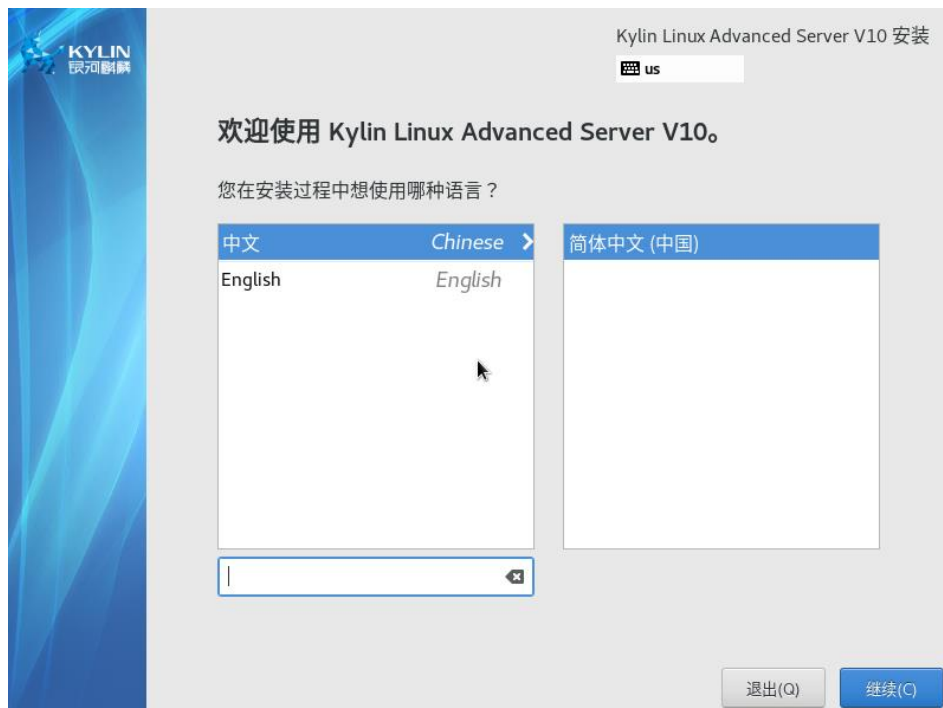 KYLIN
银河麒麟
Kylin Linux Advanced Server V10 安装
us
欢迎使用 Kylin Linux Advanced Server V10。
您在安装过程中想使用哪种语言？
中文 Chinese
简体中文 (中国)
English English
退出(Q)
继续(C)